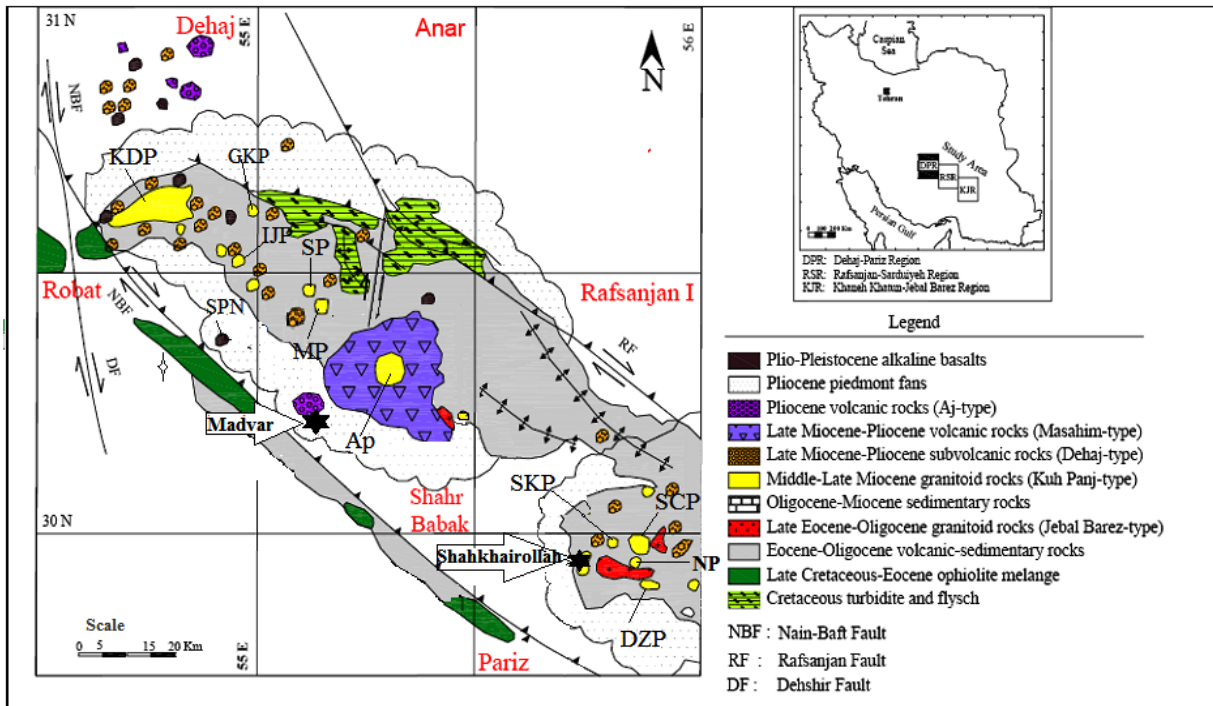 31 N
Dehaj
55 E
Anar
56 E
N
NBF
KDP
GKP
IJP
SP
Robat
NBF
SPN
Rafsanjan I
DF
MP
RF
Madvar
Ap
SKP
Shahr
Babak
SCP
30 N
Shahkhairollah
NP
DZP
Scale
0 5 15 20 Km
55 E
Pariz
Caspian
Sea
Tehran
Study Area
DPR
RSR
KJR
Persian Gulf
0 100 200 Km
DPR: Dehaj-Pariz Region
RSR: Rafsanjan-Sarduiyeh Region
KJR: Khaneh Khatun-Jebal Barez Region
Legend
Plio-Pleistocene alkaline basalts
Pliocene piedmont fans
Pliocene volcanic rocks (Aj-type)
Late Miocene-Pliocene volcanic rocks (Masahim-type)
Late Miocene-Pliocene subvolcanic rocks (Dehaj-type)
Middle-Late Miocene granitoid rocks (Kuh Panj-type)
Oligocene-Miocene sedimentary rocks
Late Eocene-Oligocene granitoid rocks (Jebal Barez-type)
Eocene-Oligocene volcanic-sedimentary rocks
Late Cretaceous-Eocene ophiolite melange
Cretaceous turbidite and flysch
NBF : Nain-Baft Fault
RF : Rafsanjan Fault
DF : Dehshir Fault